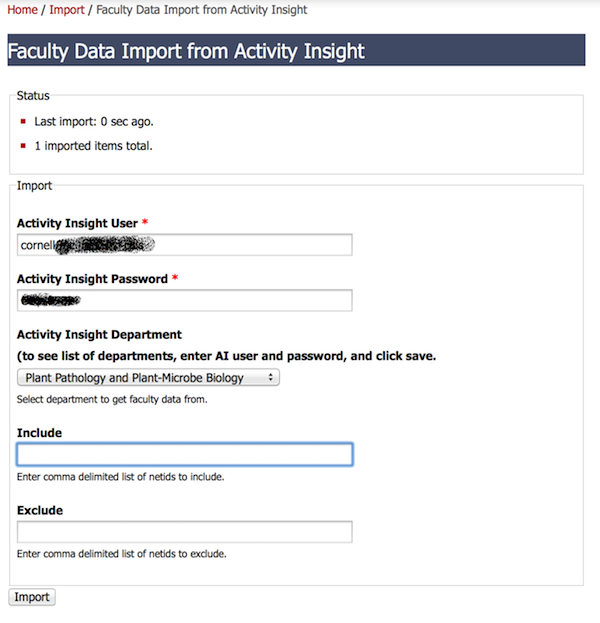 Home / Import / Faculty Data Import from Activity Insight
Faculty Data Import from Activity Insight
Status
Last import: 0 sec ago.
1 imported items total.
Import
Activity Insight User *
cornell
Activity Insight Password *
Activity Insight Department
(to see list of departments, enter AI user and password, and click save.
Plant Pathology and Plant-Microbe Biology
Select department to get faculty data from.
Include
Enter comma delimited list of netids to include.
Exclude
Enter comma delimited list of netids to exclude.
Import